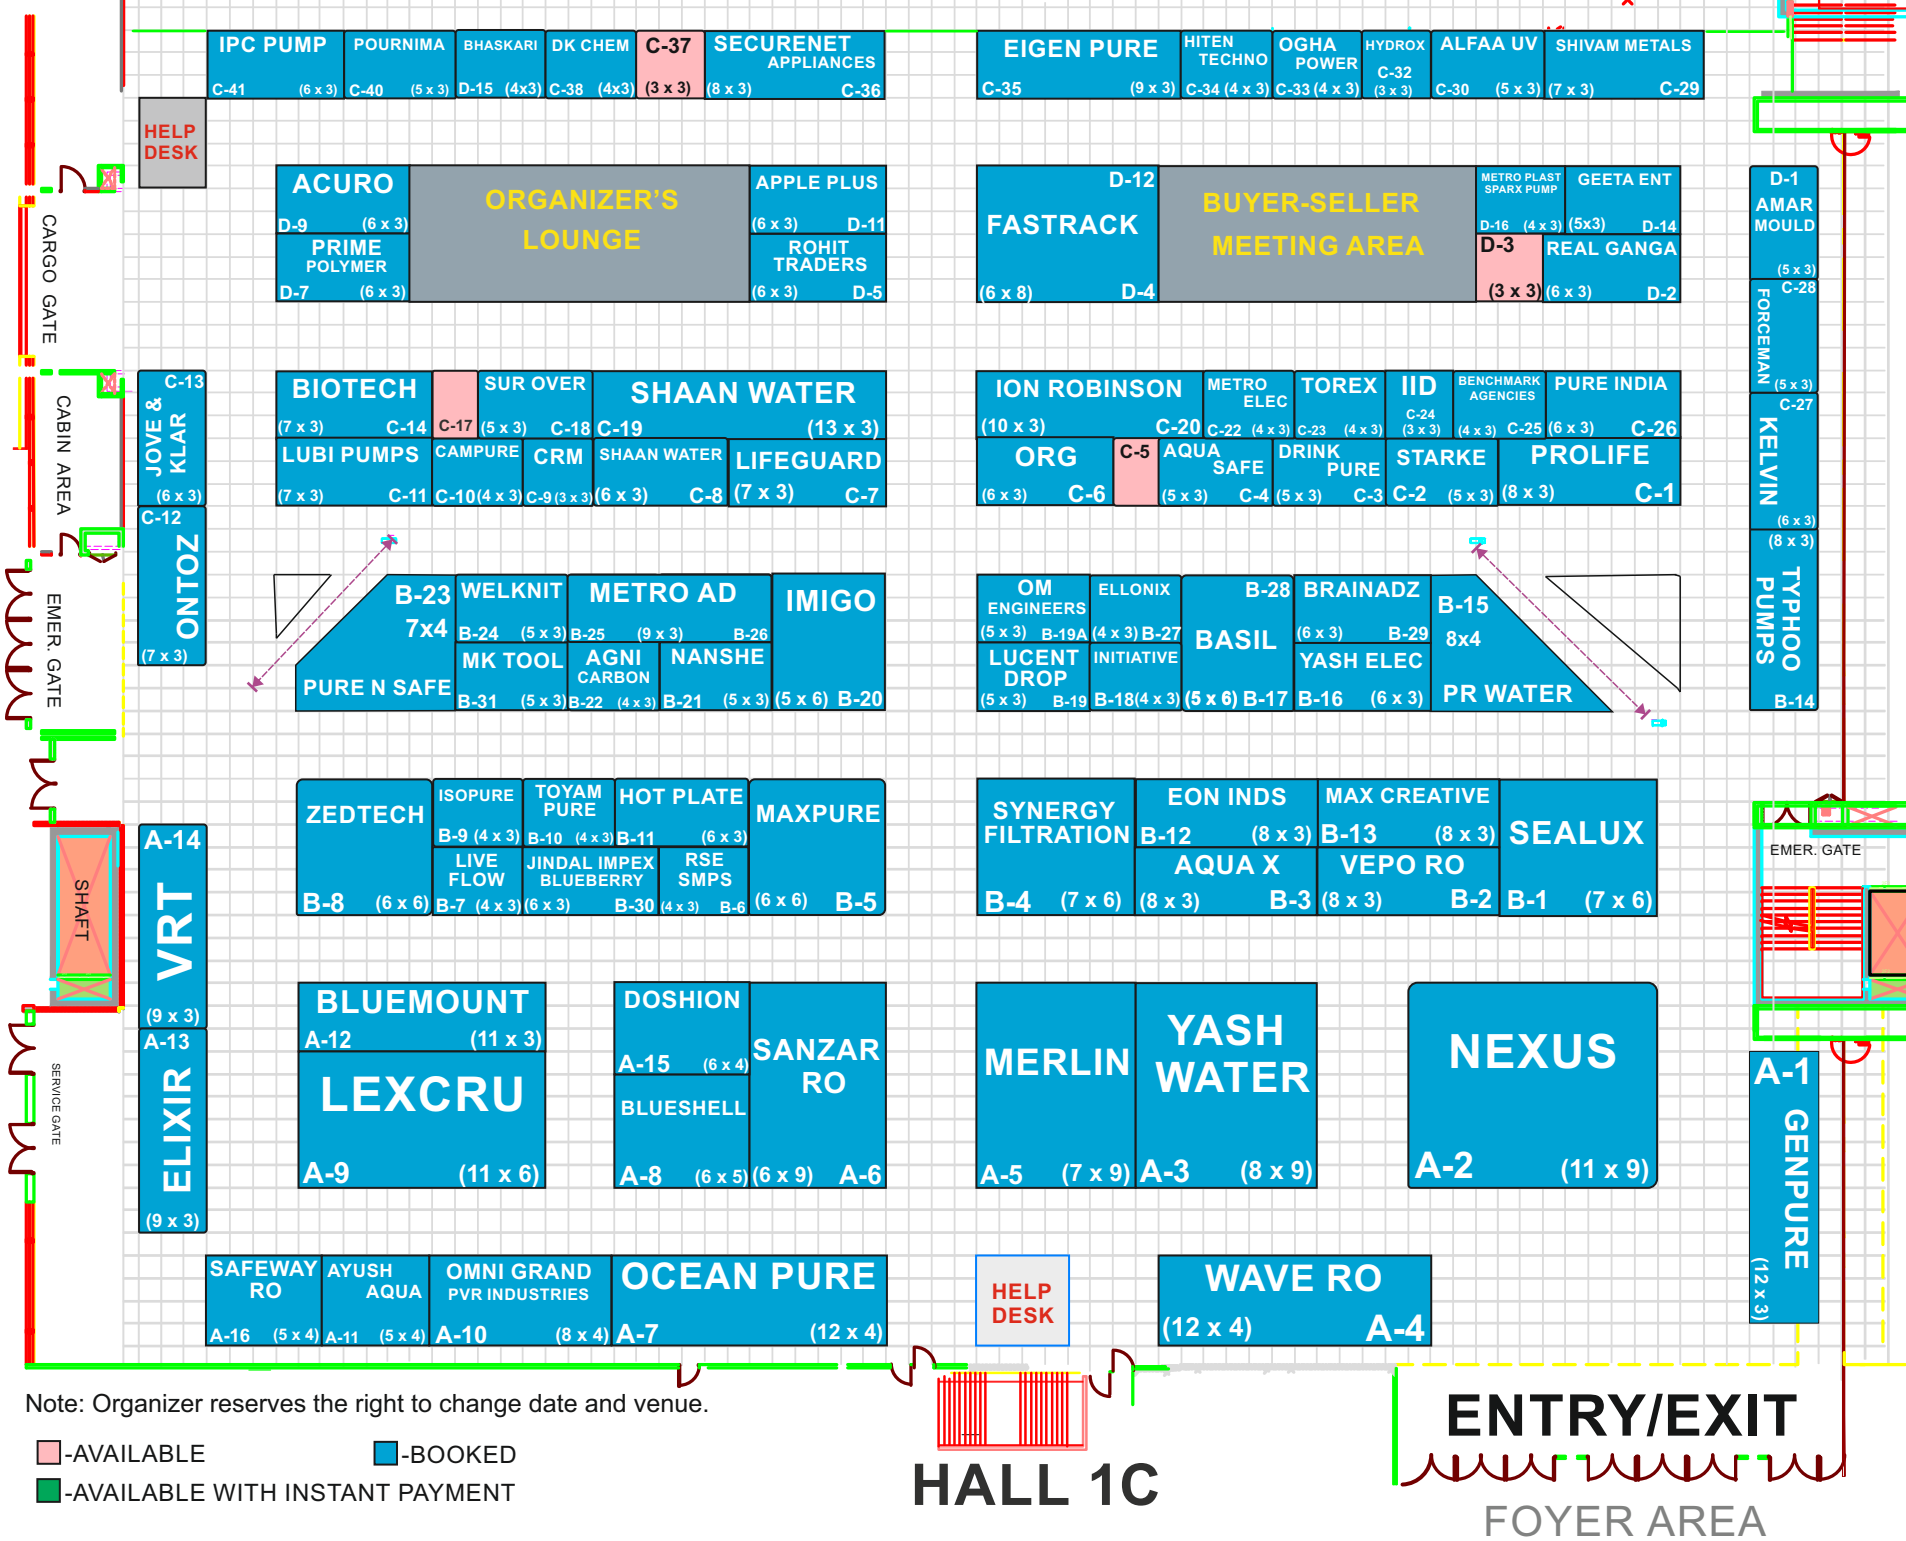 IPC PUMP
C-41 (6 x 3)
POURNIMA
C-40 (5 x 3)
BHASKARI
D-15 (4x3)
DK CHEM
C-38 (4x3)
C-37
(3 x 3)
SECURENET
APPLIANCES
(8 x 3) C-36
EIGEN PURE
C-35 (9 x 3)
HITEN
TECHNO
C-34 (4 x 3)
OGHA
POWER
C-33 (4 x 3)
HYDROX
C-32
(3 x 3)
ALFAA UV
C-30 (5 x 3)
SHIVAM METALS
(7 x 3) C-29
HELP
DESK
ACURO
D-9 (6 x 3)
PRIME
POLYMER
D-7 (6 x 3)
ORGANIZER'S
LOUNGE
APPLE PLUS
(6 x 3) D-11
ROHIT
TRADERS
(6 x 3) D-5
D-12
FASTRACK
(6 x 8) D-4
BUYER-SELLER
MEETING AREA
METRO PLAST
SPARX PUMP
D-16 (4 x 3)
GEETA ENT
(5x3) D-14
D-3
(3 x 3)
REAL GANGA
(6 x 3) D-2
D-1
AMAR
MOULD
(5 x 3)
C-28
FORCEMAN
(5 x 3)
C-27
KELVIN
(6 x 3)
(8 x 3)
TYPHOO
PUMPS
B-14
CARGO GATE
CABIN AREA
EMER. GATE
C-13
JOVE &
KLAR
(6 x 3)
C-12
ONTOZ
(7 x 3)
BIOTECH
(7 x 3) C-14
C-17
SUR OVER
(5 x 3) C-18
SHAAN WATER
C-19 (13 x 3)
LUBI PUMPS
(7 x 3) C-11
CAMPURE
C-10 (4 x 3)
CRM
C-9 (3 x 3)
SHAAN WATER
(6 x 3) C-8
LIFEGUARD
(7 x 3) C-7
ION ROBINSON
(10 x 3) C-20
METRO
ELEC
C-22 (4 x 3)
TOREX
C-23 (4 x 3)
IID
C-24
(3 x 3)
BENCHMARK
AGENCIES
(4 x 3) C-25
PURE INDIA
(6 x 3) C-26
ORG
(6 x 3) C-6
C-5
AQUA
SAFE
(5 x 3) C-4
DRINK
PURE
(5 x 3) C-3
STARKE
C-2 (5 x 3)
PROLIFE
(8 x 3) C-1
B-23
7x4
PURE N SAFE
WELKNIT
B-24 (5 x 3)
METRO AD
B-25 (9 x 3) B-26
IMIGO
(5 x 6) B-20
MK TOOL
B-31 (5 x 3)
AGNI
CARBON
B-22 (4 x 3)
NANSHE
B-21 (5 x 3)
OM
ENGINEERS
(5 x 3) B-19A
ELLONIX
(4 x 3) B-27
B-28
BASIL
(5 x 6) B-17
BRAINADZ
(6 x 3) B-29
B-15
8x4
PR WATER
LUCENT
DROP
(5 x 3) B-19
INITIATIVE
B-18 (4 x 3)
YASH ELEC
B-16 (6 x 3)
ZEDTECH
B-8 (6 x 6)
ISOPURE
B-9 (4 x 3)
TOYAM
PURE
B-10 (4 x 3)
HOT PLATE
B-11 (6 x 3)
MAXPURE
(6 x 6) B-5
LIVE
FLOW
B-7 (4 x 3)
JINDAL IMPEX
BLUEBERRY
(6 x 3) B-30
RSE
SMPS
(4 x 3) B-6
SYNERGY
FILTRATION
B-4 (7 x 6)
EON INDS
B-12 (8 x 3)
MAX CREATIVE
B-13 (8 x 3)
SEALUX
B-1 (7 x 6)
AQUA X
(8 x 3) B-3
VEPO RO
(8 x 3) B-2
EMER. GATE
SHAFT
SERVICE GATE
A-14
VRT
(9 x 3)
A-13
ELIXIR
(9 x 3)
BLUEMOUNT
A-12 (11 x 3)
LEXCRU
A-9 (11 x 6)
DOSHION
A-15 (6 x 4)
BLUESHELL
A-8 (6 x 5)
SANZAR
RO
(6 x 9) A-6
MERLIN
A-5 (7 x 9)
YASH
WATER
A-3 (8 x 9)
NEXUS
A-2 (11 x 9)
A-1
GENPURE
(12 x 3)
SAFEWAY
RO
A-16 (5 x 4)
AYUSH
AQUA
A-11 (5 x 4)
OMNI GRAND
PVR INDUSTRIES
A-10 (8 x 4)
OCEAN PURE
A-7 (12 x 4)
HELP
DESK
WAVE RO
(12 x 4) A-4
Note: Organizer reserves the right to change date and venue.
-AVAILABLE
-BOOKED
-AVAILABLE WITH INSTANT PAYMENT
HALL 1C
ENTRY/EXIT
FOYER AREA